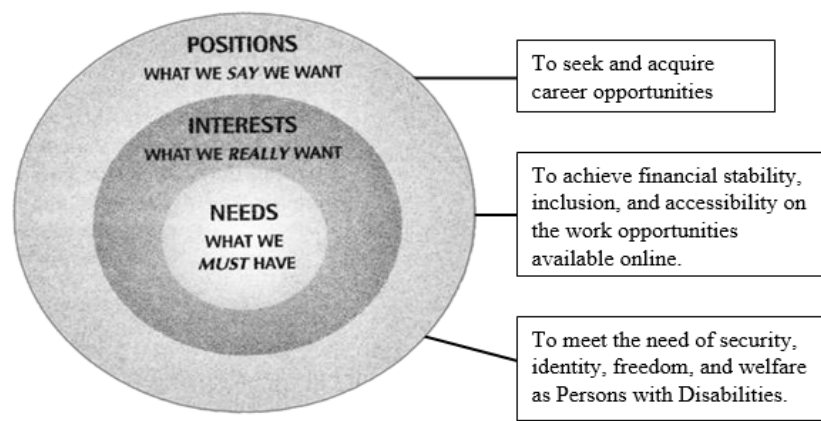 POSITIONS
WHAT WE SAY WE WANT
INTERESTS
WHAT WE REALLY WANT
NEEDS
WHAT WE
MUST HAVE
To seek and acquire
career opportunities
To achieve financial stability,
inclusion, and accessibility on
the work opportunities
available online.
To meet the need of security,
identity, freedom, and welfare
as Persons with Disabilities.